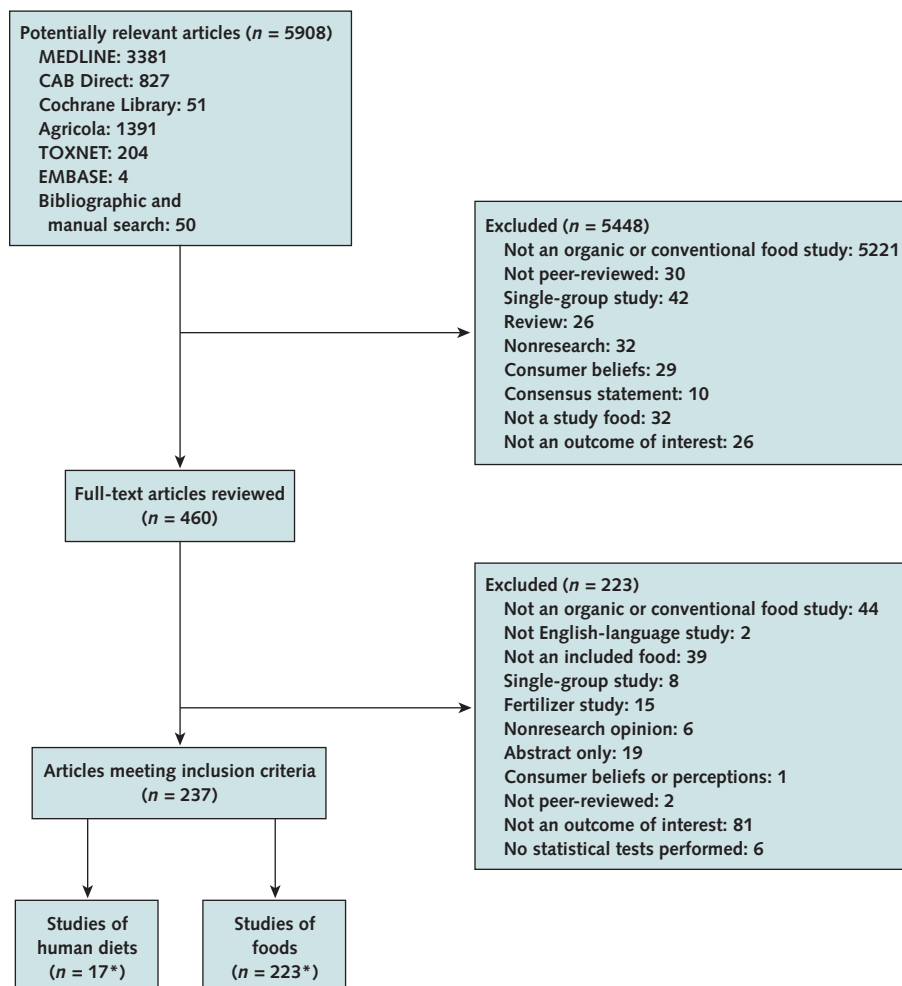 Potentially relevant articles (n = 5908)
MEDLINE: 3381
CAB Direct: 827
Cochrane Library: 51
Agricola: 1391
TOXNET: 204
EMBASE: 4
Bibliographic and
manual search: 50
Excluded (n = 5448)
Not an organic or conventional food study: 5221
Not peer-reviewed: 30
Single-group study: 42
Review: 26
Nonresearch: 32
Consumer beliefs: 29
Consensus statement: 10
Not a study food: 32
Not an outcome of interest: 26
Full-text articles reviewed
(n = 460)
Excluded (n = 223)
Not an organic or conventional food study: 44
Not English-language study: 2
Not an included food: 39
Single-group study: 8
Fertilizer study: 15
Nonresearch opinion: 6
Abstract only: 19
Consumer beliefs or perceptions: 1
Not peer-reviewed: 2
Not an outcome of interest: 81
No statistical tests performed: 6
Articles meeting inclusion criteria
(n = 237)
Studies of
human diets
(n = 17*)
Studies of
foods
(n = 223*)